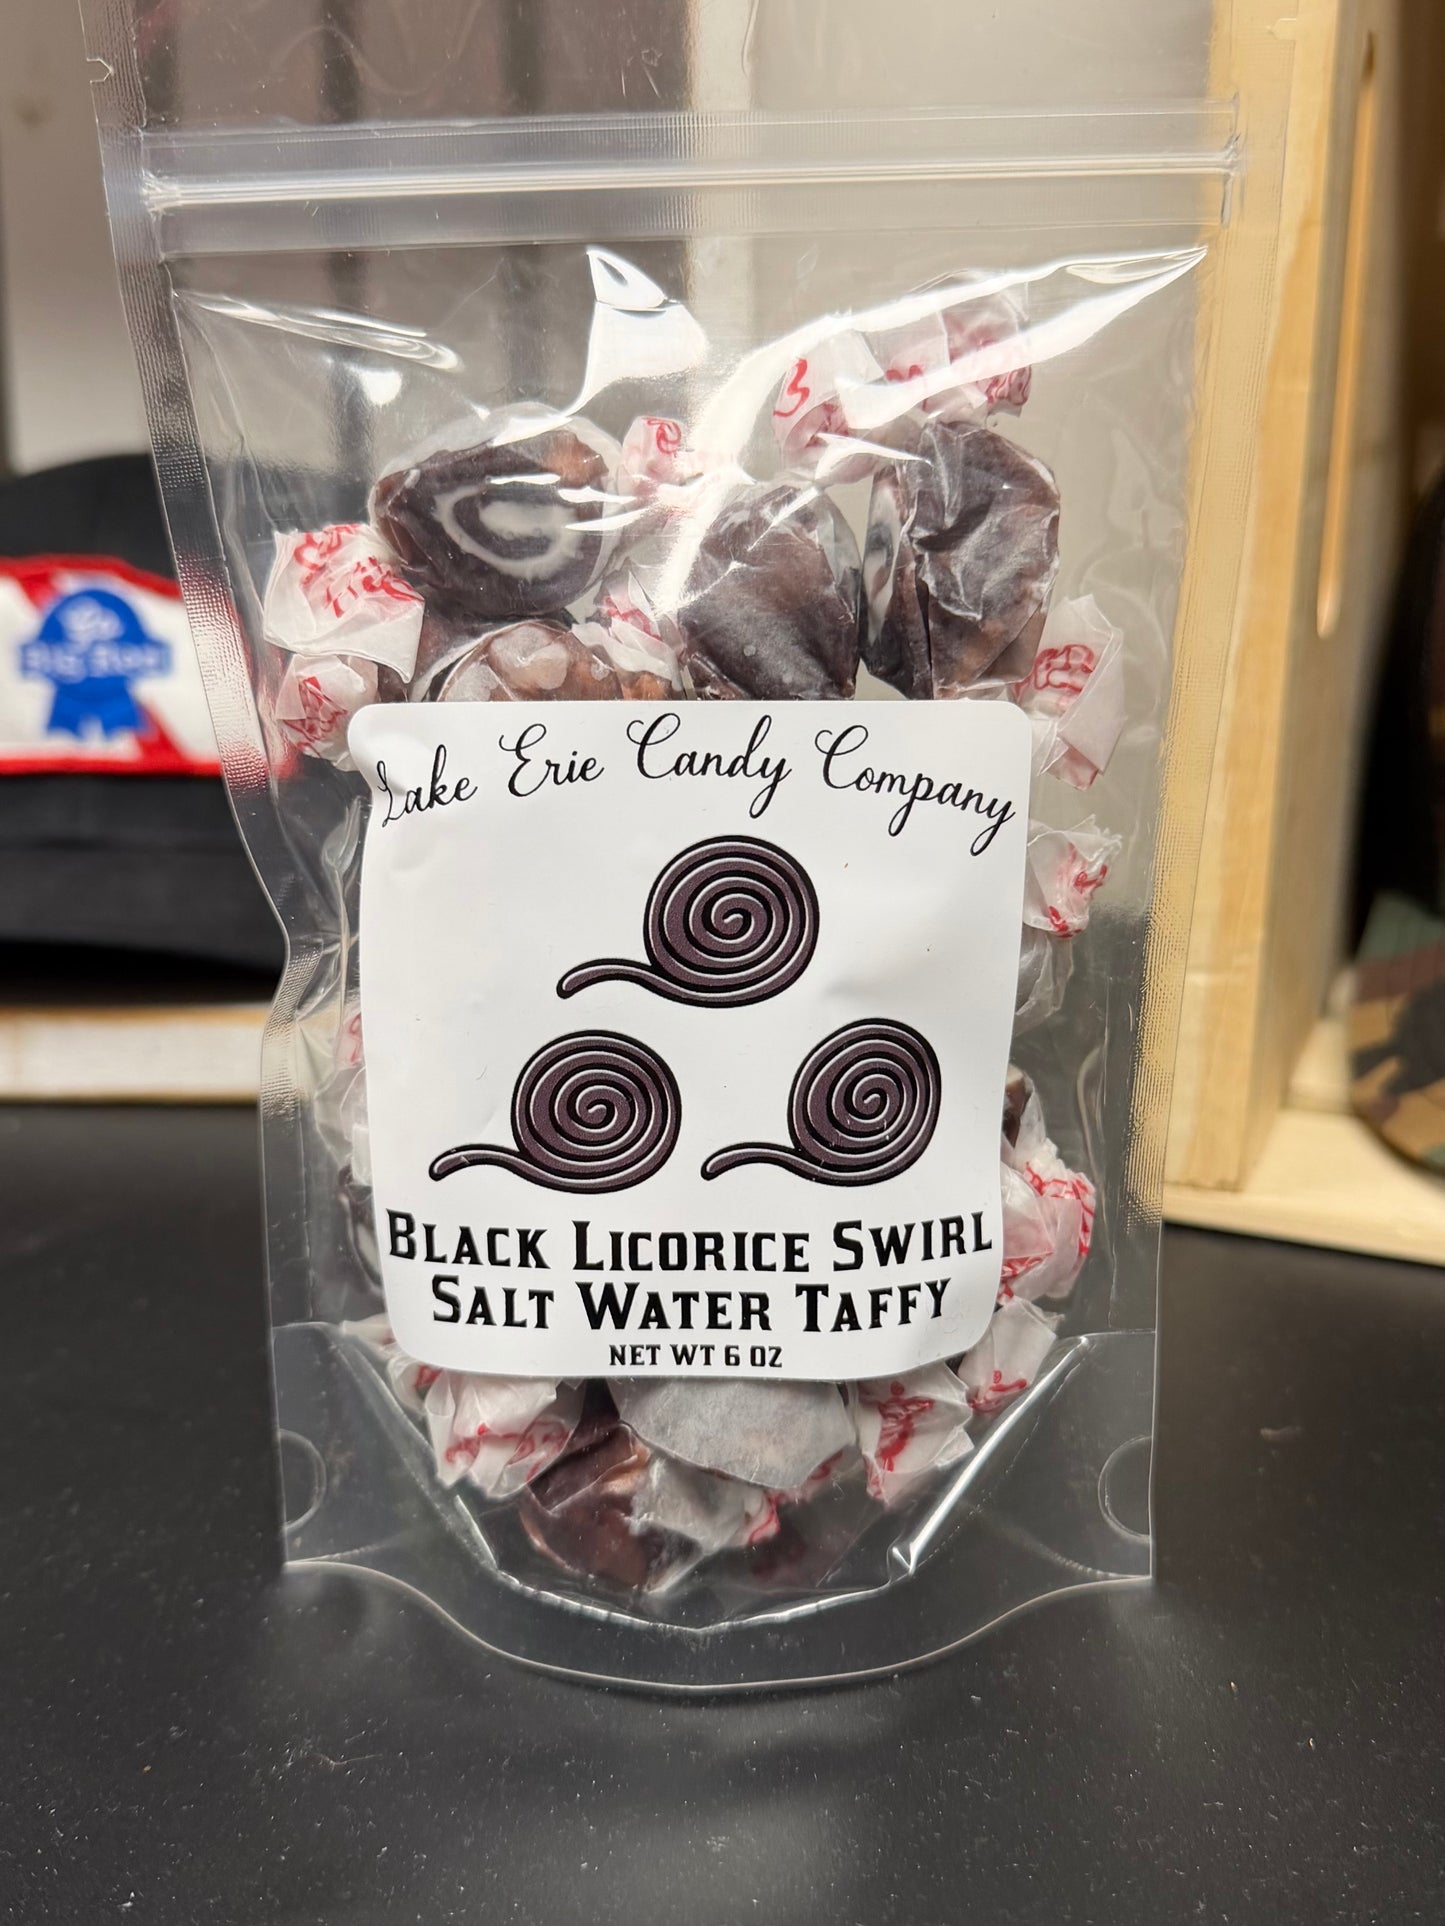 Lake Erie Candy Company
Black Licorice Swirl
Salt Water Taffy
NET WT 6 OZ